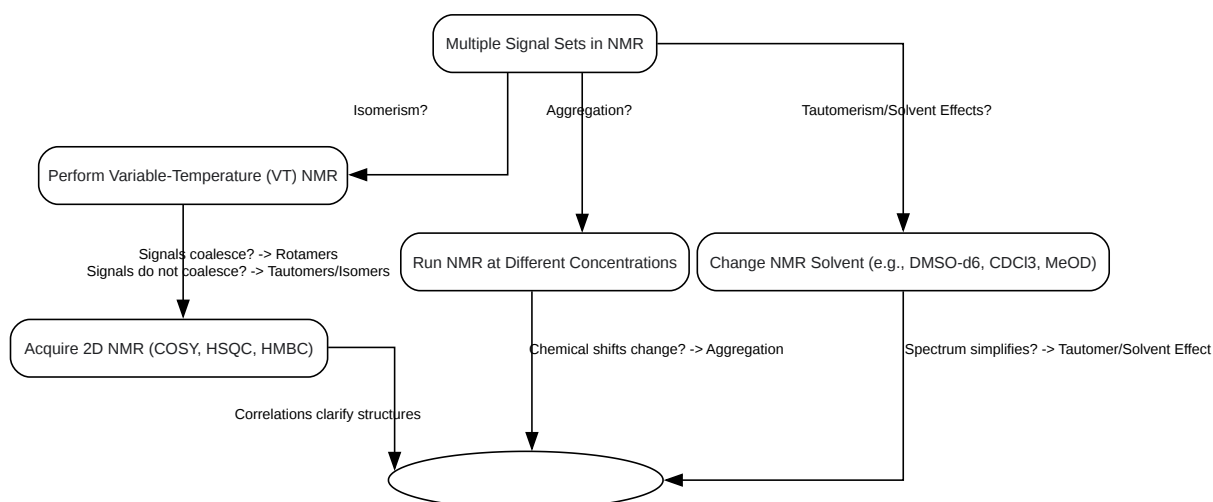 Multiple Signal Sets in NMR
Isomerism?
Aggregation?
Tautomerism/Solvent Effects?
Perform Variable-Temperature (VT) NMR
Signals coalesce? -> Rotamers
Signals do not coalesce? -> Tautomers/Isomers
Run NMR at Different Concentrations
Change NMR Solvent (e.g., DMSO-d6, CDCl3, MeOD)
Acquire 2D NMR (COSY, HSQC, HMBC)
Chemical shifts change? -> Aggregation
Spectrum simplifies? -> Tautomer/Solvent Effect
Correlations clarify structures